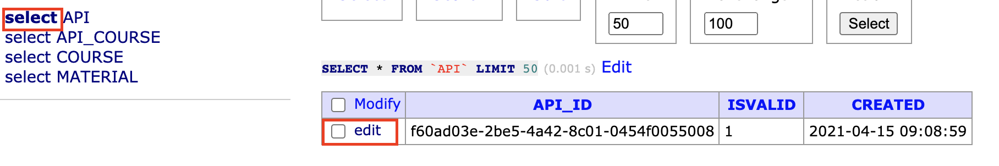 select API
select API_COURSE
select COURSE
select MATERIAL
50
100
Select
SELECT * FROM `API` LIMIT 50 (0.001 s) Edit
Modify API_ID ISVALID CREATED
edit f60ad03e-2be5-4a42-8c01-0454f0055008 1 2021-04-15 09:08:59